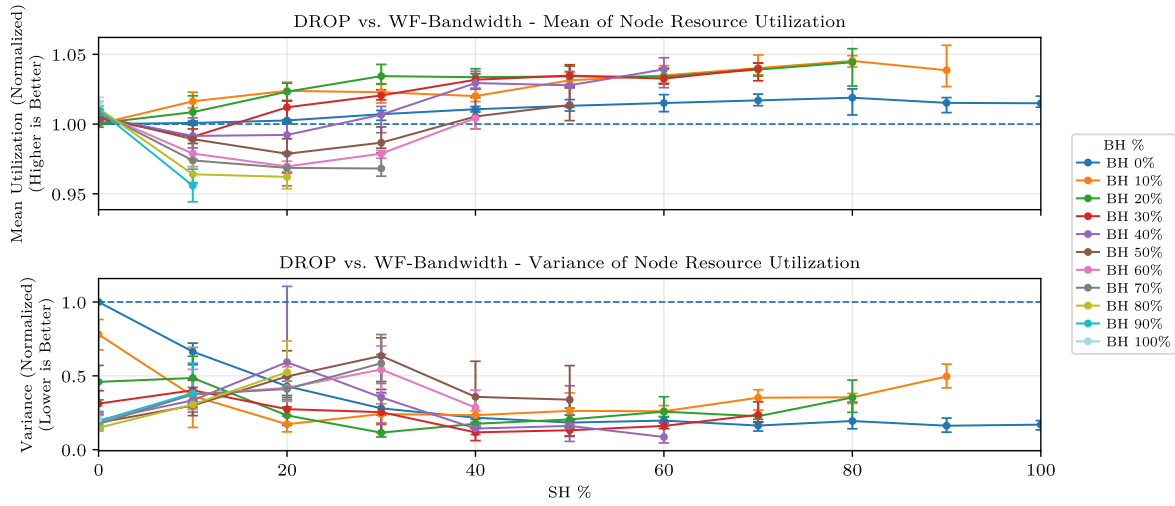 DROP vs. WF-Bandwidth - Mean of Node Resource Utilization
Mean Utilization (Normalized)
(Higher is Better)
1.05
1.00
0.95
DROP vs. WF-Bandwidth - Variance of Node Resource Utilization
Variance (Normalized)
(Lower is Better)
1.0
0.5
0.0
0
20
40
60
80
100
SH %
BH %
BH 0%
BH 10%
BH 20%
BH 30%
BH 40%
BH 50%
BH 60%
BH 70%
BH 80%
BH 90%
BH 100%